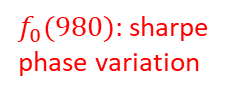 f₀(980): sharpe
phase variation